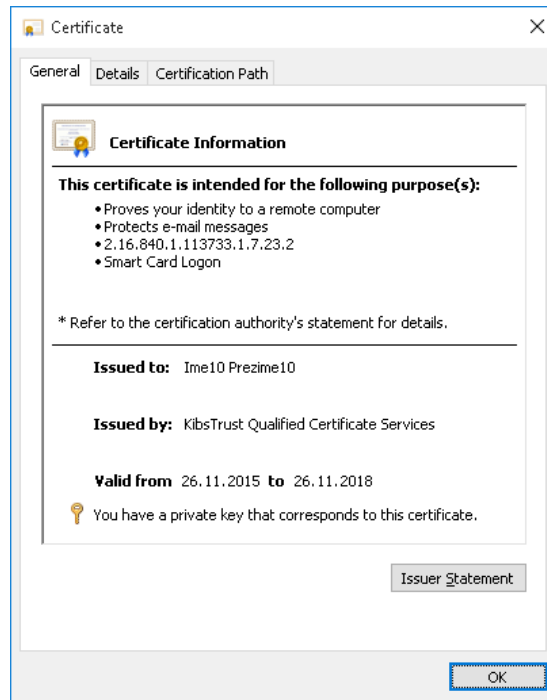 Certificate
General Details Certification Path
Certificate Information
This certificate is intended for the following purpose(s):
• Proves your identity to a remote computer
• Protects e-mail messages
• 2.16.840.1.113733.1.7.23.2
• Smart Card Logon
* Refer to the certification authority's statement for details.
Issued to: Ime10 Prezime10
Issued by: KibsTrust Qualified Certificate Services
Valid from 26.11.2015 to 26.11.2018
You have a private key that corresponds to this certificate.
Issuer Statement
OK